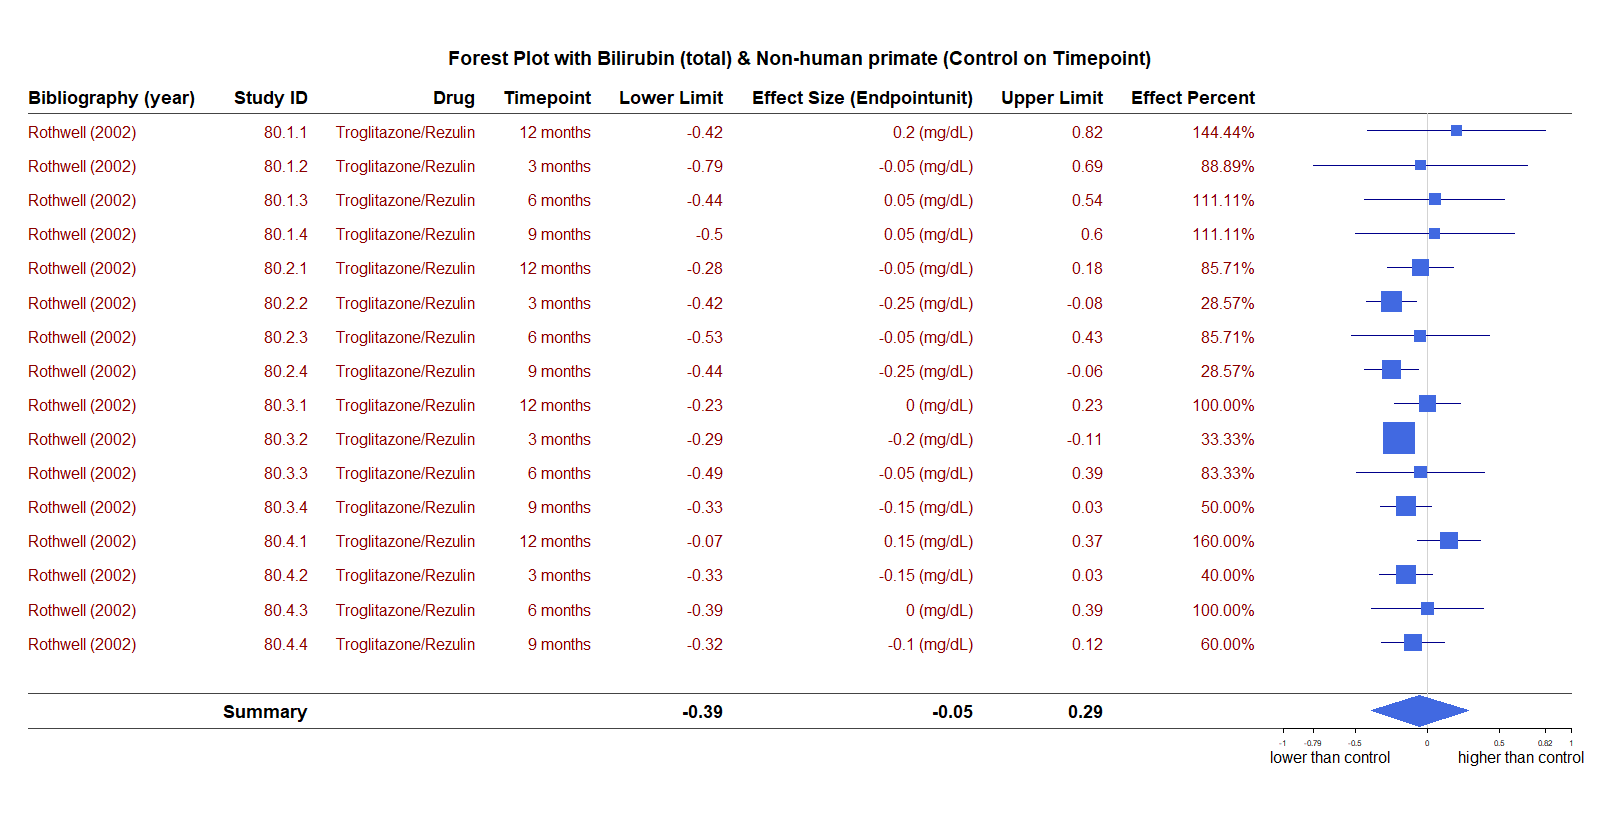 Forest Plot with Bilirubin (total) & Non-human primate (Control on Timepoint)
Bibliography (year) Study ID Drug Timepoint Lower Limit Effect Size (Endpointunit) Upper Limit Effect Percent
Rothwell (2002) 80.1.1 Troglitazone/Rezulin 12 months -0.42 0.2 (mg/dL) 0.82 144.44%
Rothwell (2002) 80.1.2 Troglitazone/Rezulin 3 months -0.79 -0.05 (mg/dL) 0.69 88.89%
Rothwell (2002) 80.1.3 Troglitazone/Rezulin 6 months -0.44 0.05 (mg/dL) 0.54 111.11%
Rothwell (2002) 80.1.4 Troglitazone/Rezulin 9 months -0.5 0.05 (mg/dL) 0.6 111.11%
Rothwell (2002) 80.2.1 Troglitazone/Rezulin 12 months -0.28 -0.05 (mg/dL) 0.18 85.71%
Rothwell (2002) 80.2.2 Troglitazone/Rezulin 3 months -0.42 -0.25 (mg/dL) -0.08 28.57%
Rothwell (2002) 80.2.3 Troglitazone/Rezulin 6 months -0.53 -0.05 (mg/dL) 0.43 85.71%
Rothwell (2002) 80.2.4 Troglitazone/Rezulin 9 months -0.44 -0.25 (mg/dL) -0.06 28.57%
Rothwell (2002) 80.3.1 Troglitazone/Rezulin 12 months -0.23 0 (mg/dL) 0.23 100.00%
Rothwell (2002) 80.3.2 Troglitazone/Rezulin 3 months -0.29 -0.2 (mg/dL) -0.11 33.33%
Rothwell (2002) 80.3.3 Troglitazone/Rezulin 6 months -0.49 -0.05 (mg/dL) 0.39 83.33%
Rothwell (2002) 80.3.4 Troglitazone/Rezulin 9 months -0.33 -0.15 (mg/dL) 0.03 50.00%
Rothwell (2002) 80.4.1 Troglitazone/Rezulin 12 months -0.07 0.15 (mg/dL) 0.37 160.00%
Rothwell (2002) 80.4.2 Troglitazone/Rezulin 3 months -0.33 -0.15 (mg/dL) 0.03 40.00%
Rothwell (2002) 80.4.3 Troglitazone/Rezulin 6 months -0.39 0 (mg/dL) 0.39 100.00%
Rothwell (2002) 80.4.4 Troglitazone/Rezulin 9 months -0.32 -0.1 (mg/dL) 0.12 60.00%
Summary -0.39 -0.05 0.29
-1 -0.79 -0.5 0 0.5 0.82 1
lower than control higher than control